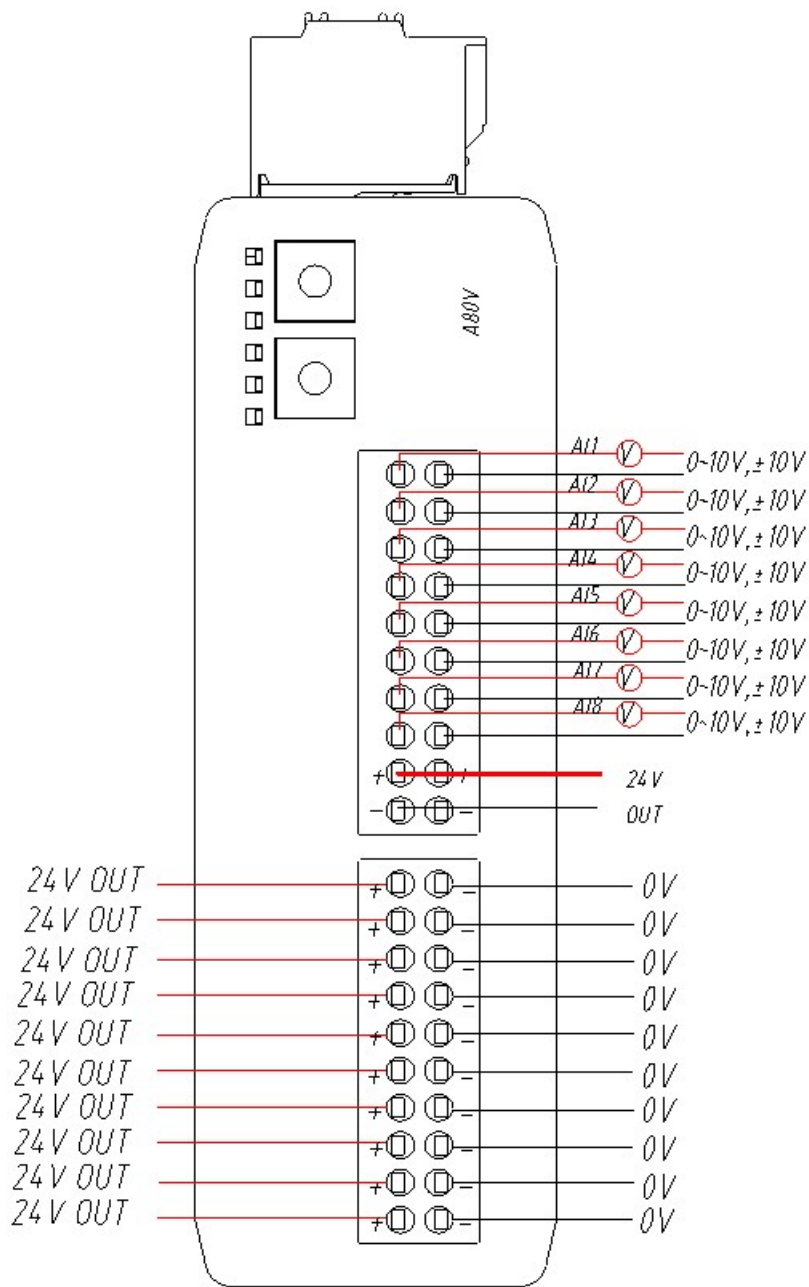 A80V
AI1 V 0~10V,±10V
AI2 V 0~10V,±10V
AI3 V 0~10V,±10V
AI4 V 0~10V,±10V
AI5 V 0~10V,±10V
AI6 V 0~10V,±10V
AI7 V 0~10V,±10V
AI8 V 0~10V,±10V
+ + 24V
- - OUT
24V OUT + - 0V
24V OUT + - 0V
24V OUT + - 0V
24V OUT + - 0V
24V OUT + - 0V
24V OUT + - 0V
24V OUT + - 0V
24V OUT + - 0V
24V OUT + - 0V
24V OUT + - 0V